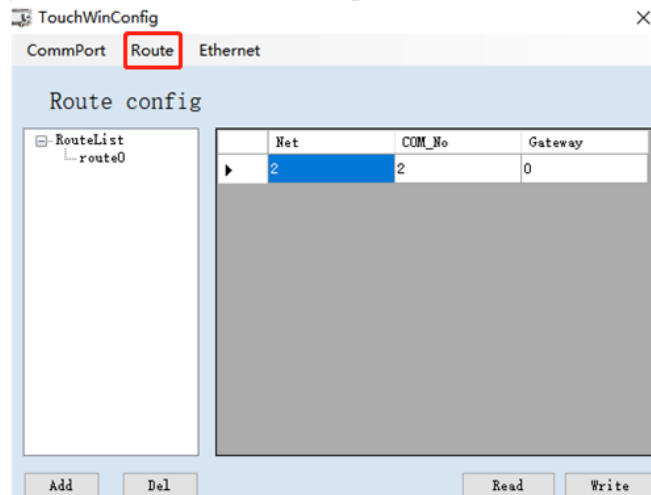 TouchWinConfig
CommPort Route Ethernet
Route config
RouteList
route0
Net COM_No Gateway
2 2 0
Add Del Read Write